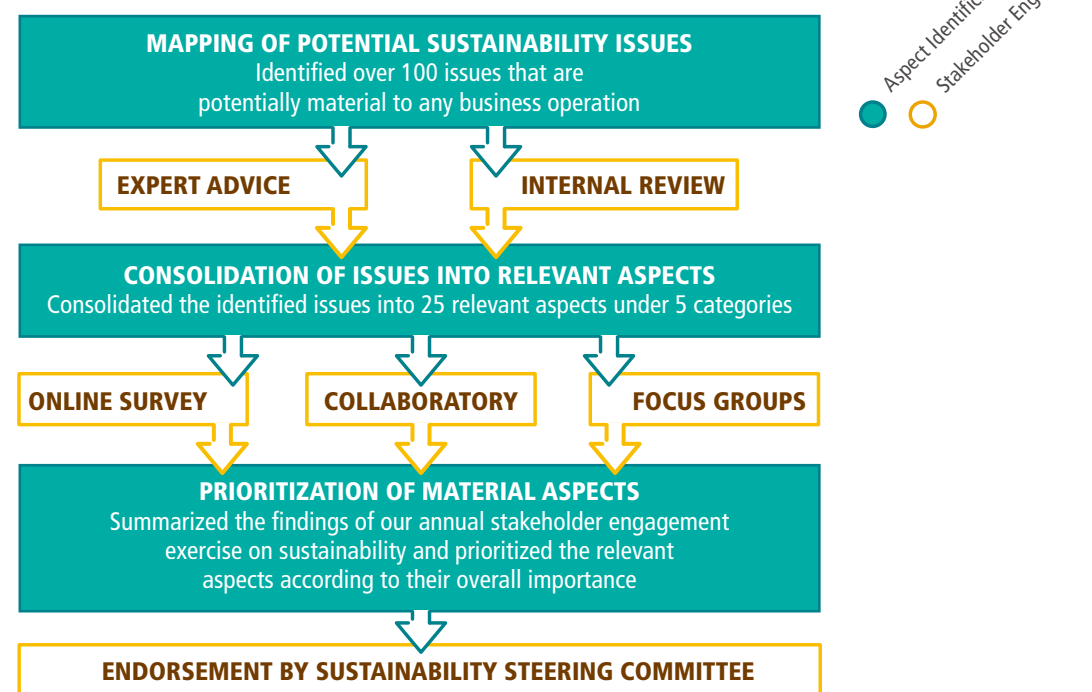 MAPPING OF POTENTIAL SUSTAINABILITY ISSUES
Identified over 100 issues that are
potentially material to any business operation
Aspect
Stakeholder
EXPERT ADVICE
INTERNAL REVIEW
CONSOLIDATION OF ISSUES INTO RELEVANT ASPECTS
Consolidated the identified issues into 25 relevant aspects under 5 categories
ONLINE SURVEY
COLLABORATORY
FOCUS GROUPS
PRIORITIZATION OF MATERIAL ASPECTS
Summarized the findings of our annual stakeholder engagement
exercise on sustainability and prioritized the relevant
aspects according to their overall importance
ENDORSEMENT BY SUSTAINABILITY STEERING COMMITTEE